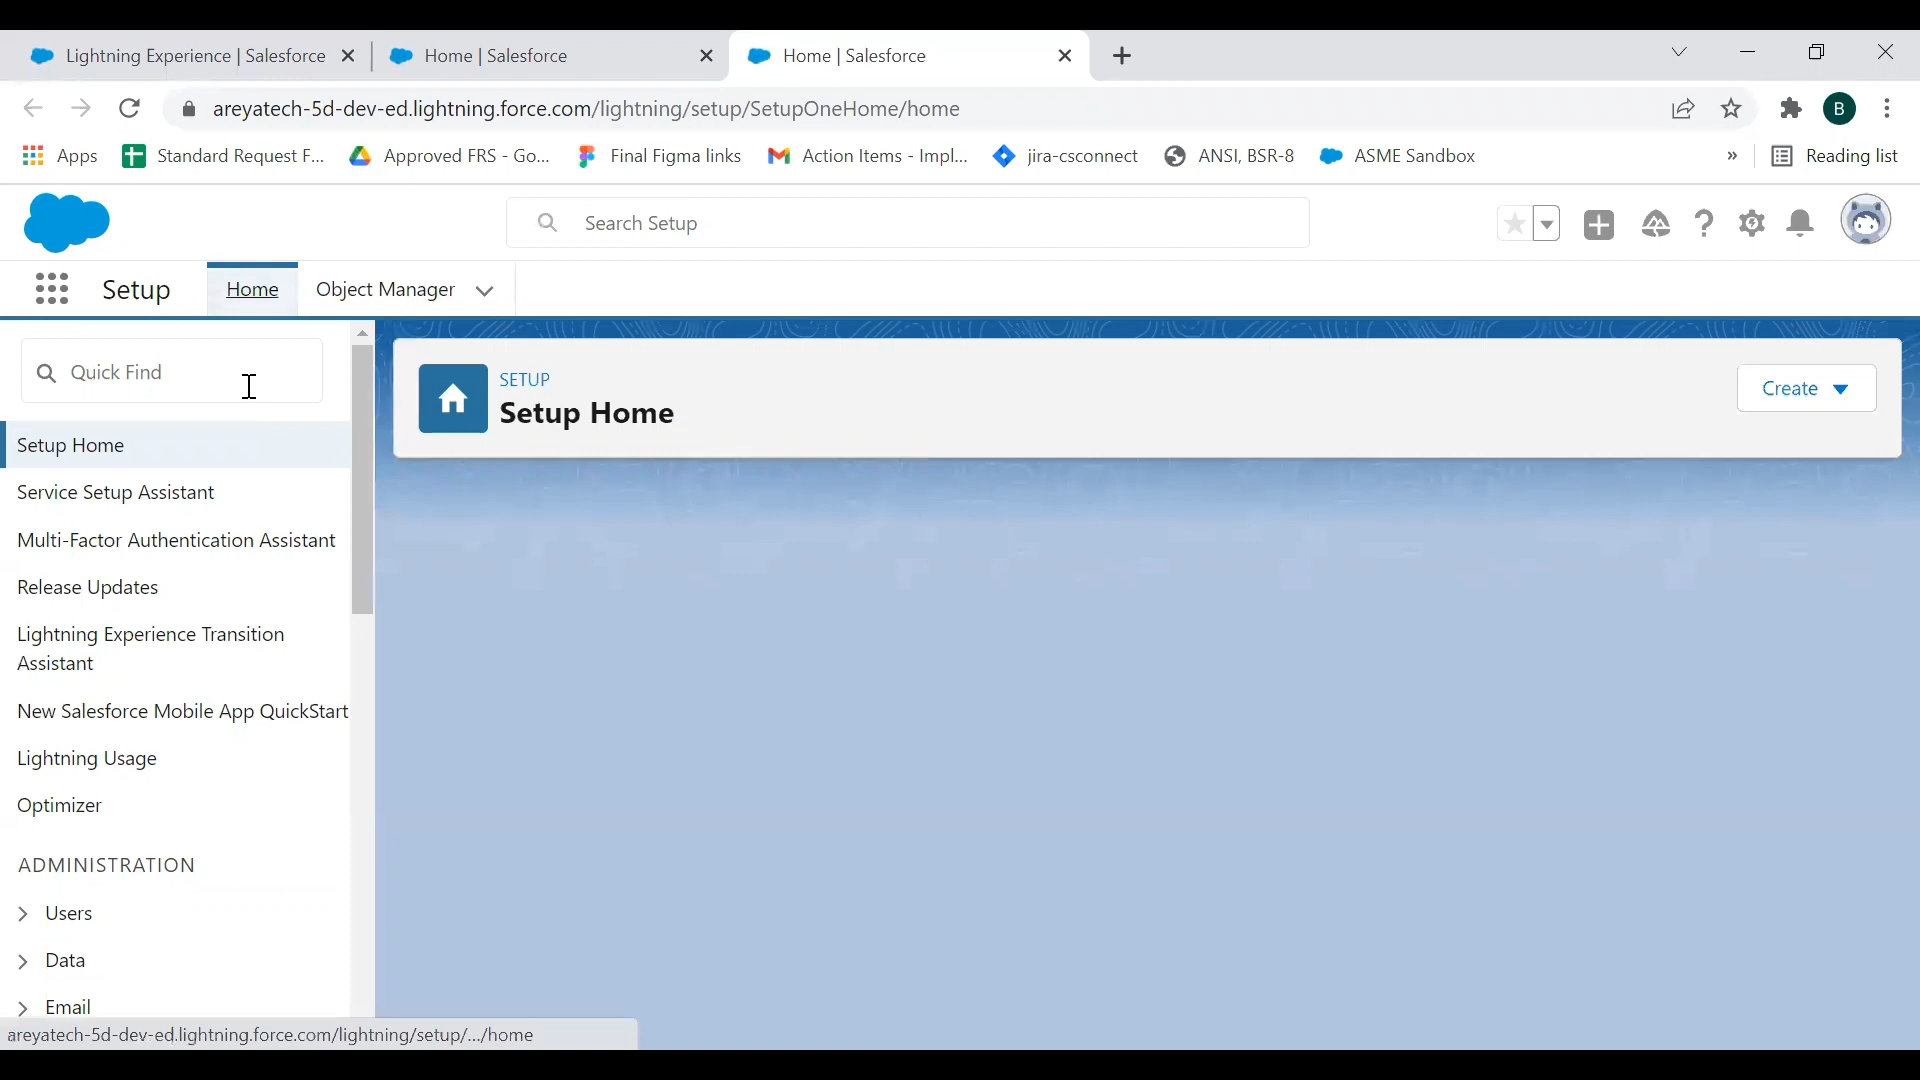 Lightning Experience | Salesforce
Home | Salesforce
Home | Salesforce
areyatech-5d-dev-ed.lightning.force.com/lightning/setup/SetupOneHome/home
B
Apps
Standard Request F...
Approved FRS - Go...
Final Figma links
Action Items - Impl...
jira-csconnect
ANSI, BSR-8
ASME Sandbox
»
Reading list
Search Setup
Setup
Home
Object Manager
Quick Find
SETUP
Setup Home
Create
Setup Home
Service Setup Assistant
Multi-Factor Authentication Assistant
Release Updates
Lightning Experience Transition
Assistant
New Salesforce Mobile App QuickStart
Lightning Usage
Optimizer
ADMINISTRATION
Users
Data
Email
areyatech-5d-dev-ed.lightning.force.com/lightning/setup/.../home